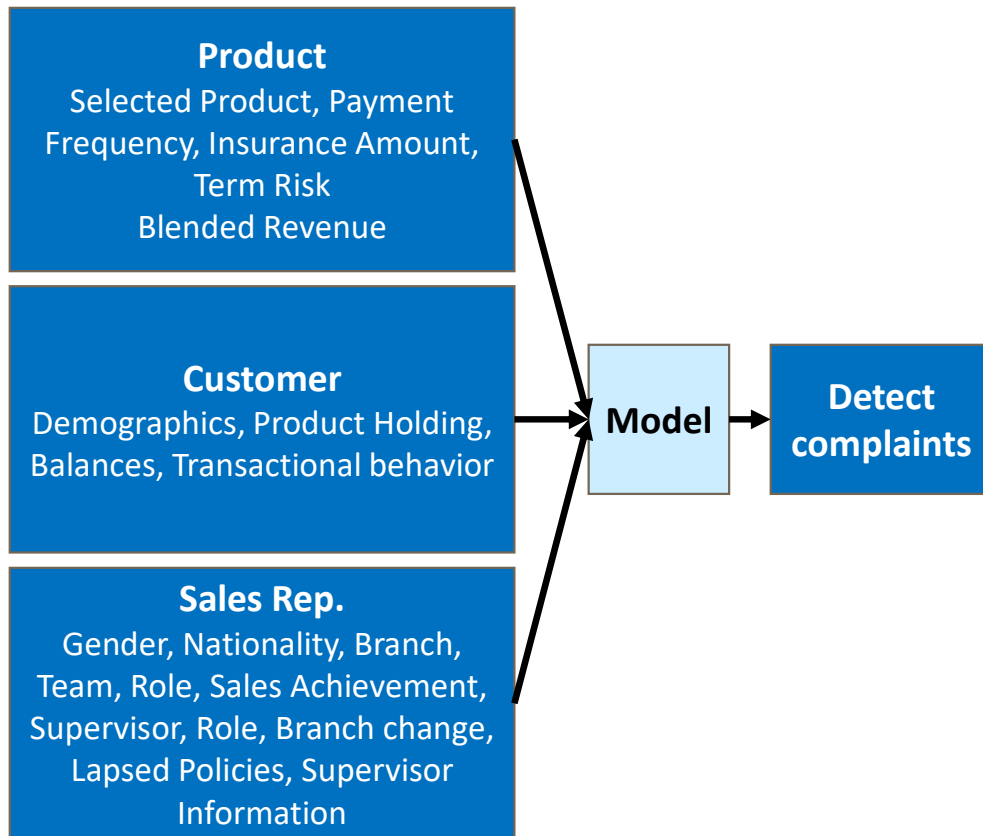 Product
Selected Product, Payment
Frequency, Insurance Amount,
Term Risk
Blended Revenue
Customer
Demographics, Product Holding,
Balances, Transactional behavior
Sales Rep.
Gender, Nationality, Branch,
Team, Role, Sales Achievement,
Supervisor, Role, Branch change,
Lapsed Policies, Supervisor
Information
Model
Detect
complaints